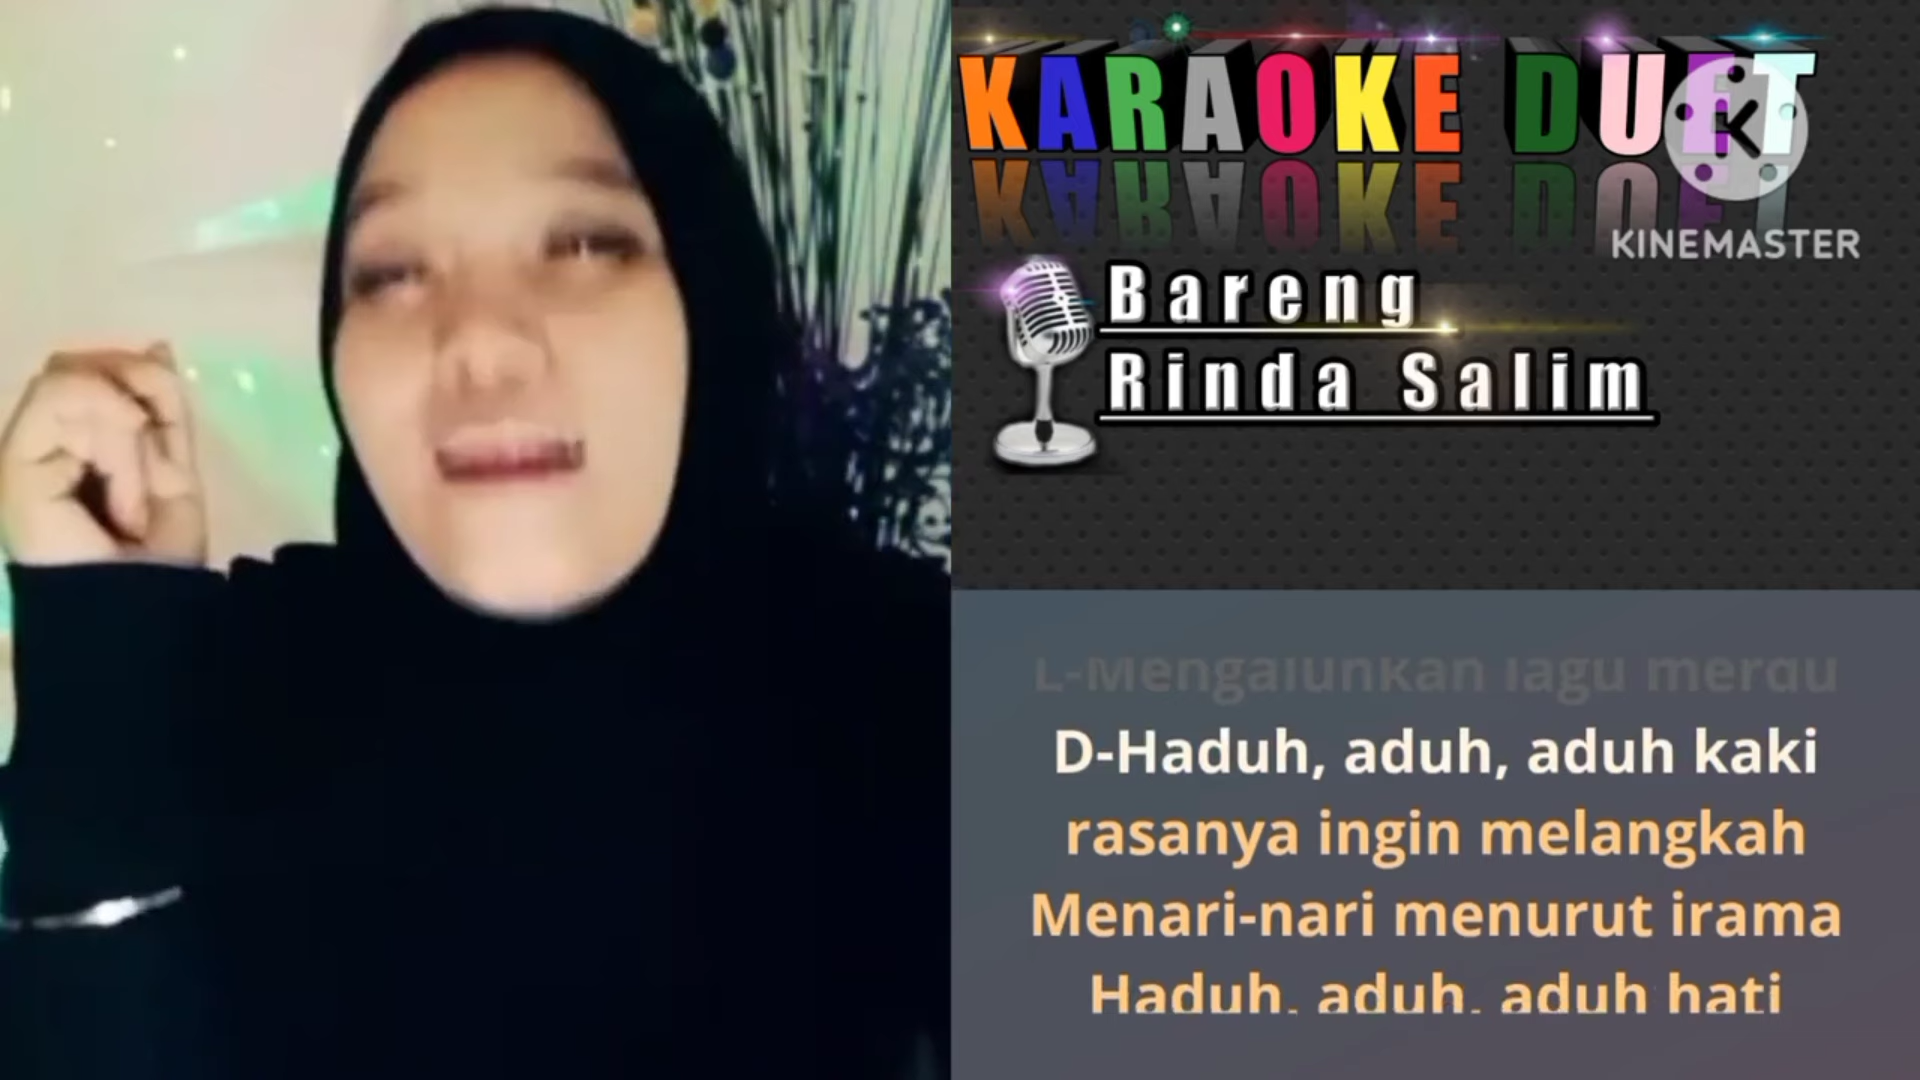 KARAOKE DUET
KINEMASTER
Bareng
Rinda Salim
L-Mengalunkan lagu merdu
D-Haduh, aduh, aduh kaki
rasanya ingin melangkah
Menari-nari menurut irama
Haduh, aduh, aduh hati